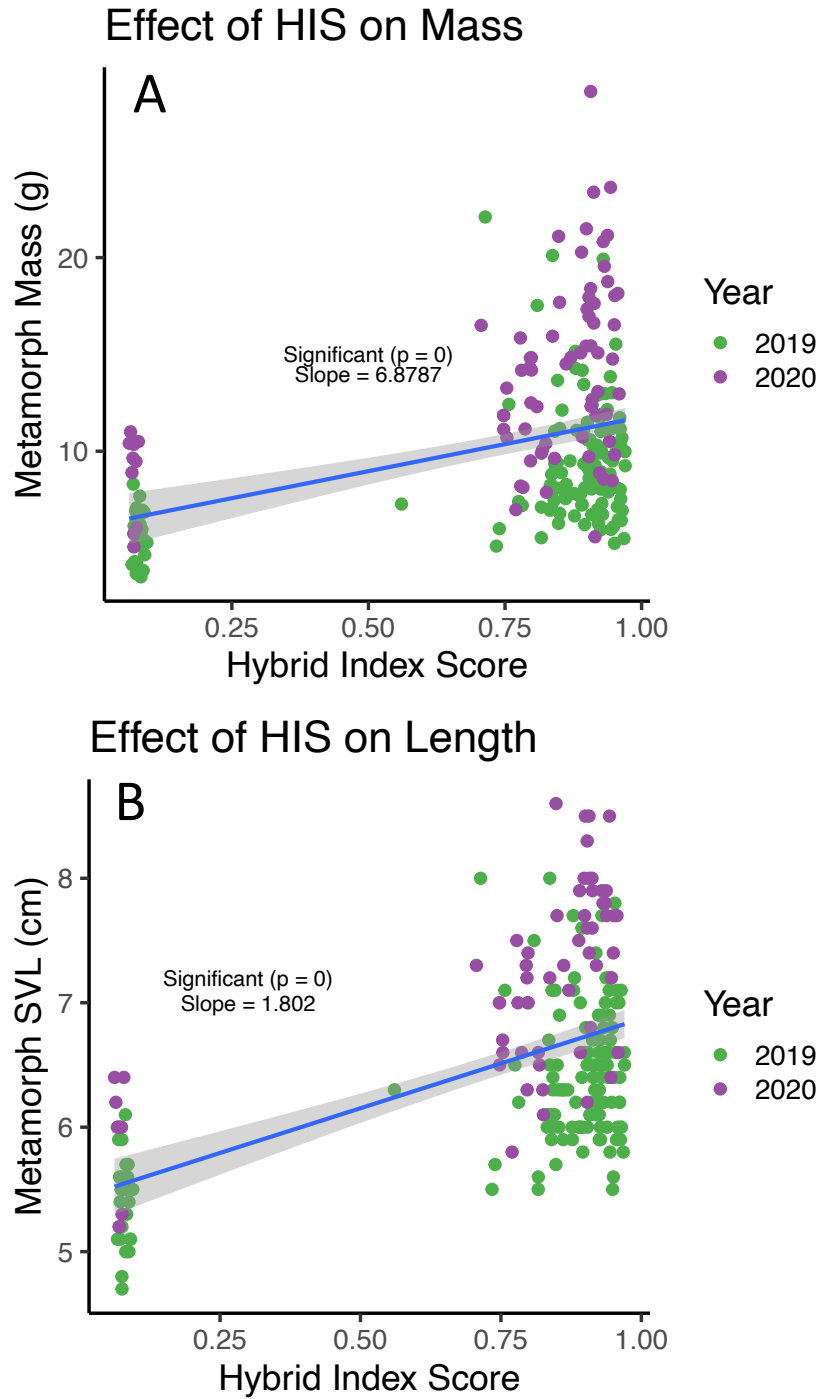 Effect of HIS on Mass
A
Metamorph Mass (g)
20
10
Significant (p = 0)
Slope = 6.8787
0.25 0.50 0.75 1.00
Hybrid Index Score
Year
2019
2020
Effect of HIS on Length
B
Metamorph SVL (cm)
8
7
6
5
Significant (p = 0)
Slope = 1.802
0.25 0.50 0.75 1.00
Hybrid Index Score
Year
2019
2020